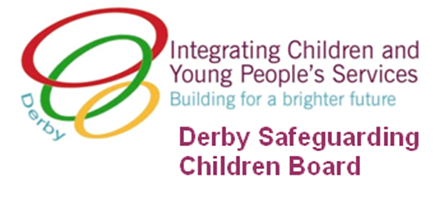 Integrating Children and
Young People's Services
Building for a brighter future
Derby
Derby Safeguarding
Children Board